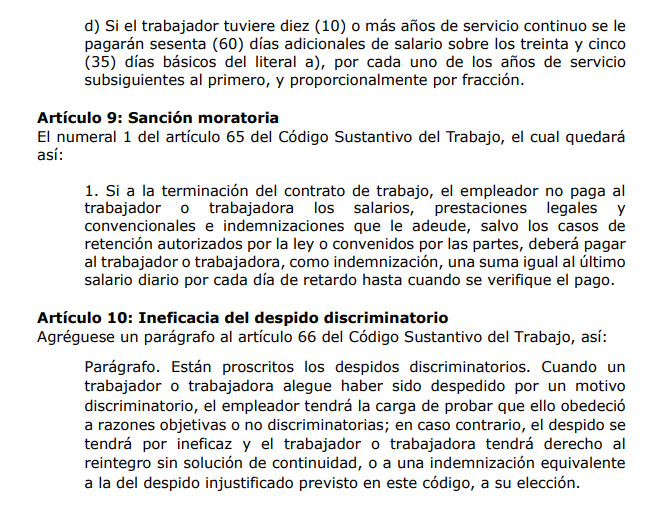 d) Si el trabajador tuviere diez (10) o más años de servicio continuo se le
pagarán sesenta (60) días adicionales de salario sobre los treinta y cinco
(35) días básicos del literal a), por cada uno de los años de servicio
subsiguientes al primero, y proporcionalmente por fracción.
Artículo 9: Sanción moratoria
El numeral 1 del artículo 65 del Código Sustantivo del Trabajo, el cual quedará
así:
1. Si a la terminación del contrato de trabajo, el empleador no paga al
trabajador o trabajadora los salarios, prestaciones legales y
convencionales e indemnizaciones que le adeude, salvo los casos de
retención autorizados por la ley o convenidos por las partes, deberá pagar
al trabajador o trabajadora, como indemnización, una suma igual al último
salario diario por cada día de retardo hasta cuando se verifique el pago.
Artículo 10: Ineficacia del despido discriminatorio
Agréguese un parágrafo al artículo 66 del Código Sustantivo del Trabajo, así:
Parágrafo. Están proscritos los despidos discriminatorios. Cuando un
trabajador o trabajadora alegue haber sido despedido por un motivo
discriminatorio, el empleador tendrá la carga de probar que ello obedeció
a razones objetivas o no discriminatorias; en caso contrario, el despido se
tendrá por ineficaz y el trabajador o trabajadora tendrá derecho al
reintegro sin solución de continuidad, o a una indemnización equivalente
a la del despido injustificado previsto en este código, a su elección.